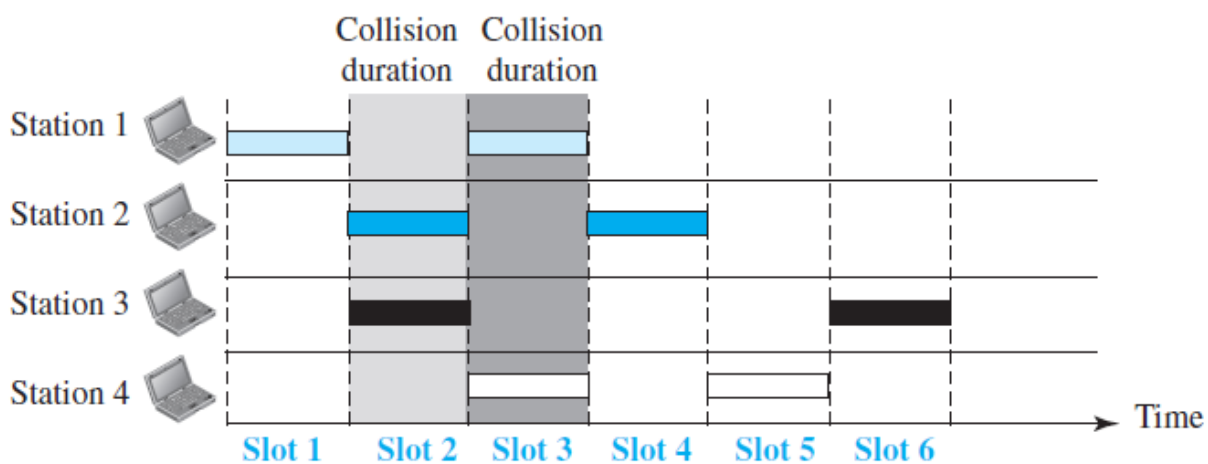 Collision Collision
duration duration
Station 1
Station 2
Station 3
Station 4
Time
Slot 1 Slot 2 Slot 3 Slot 4 Slot 5 Slot 6